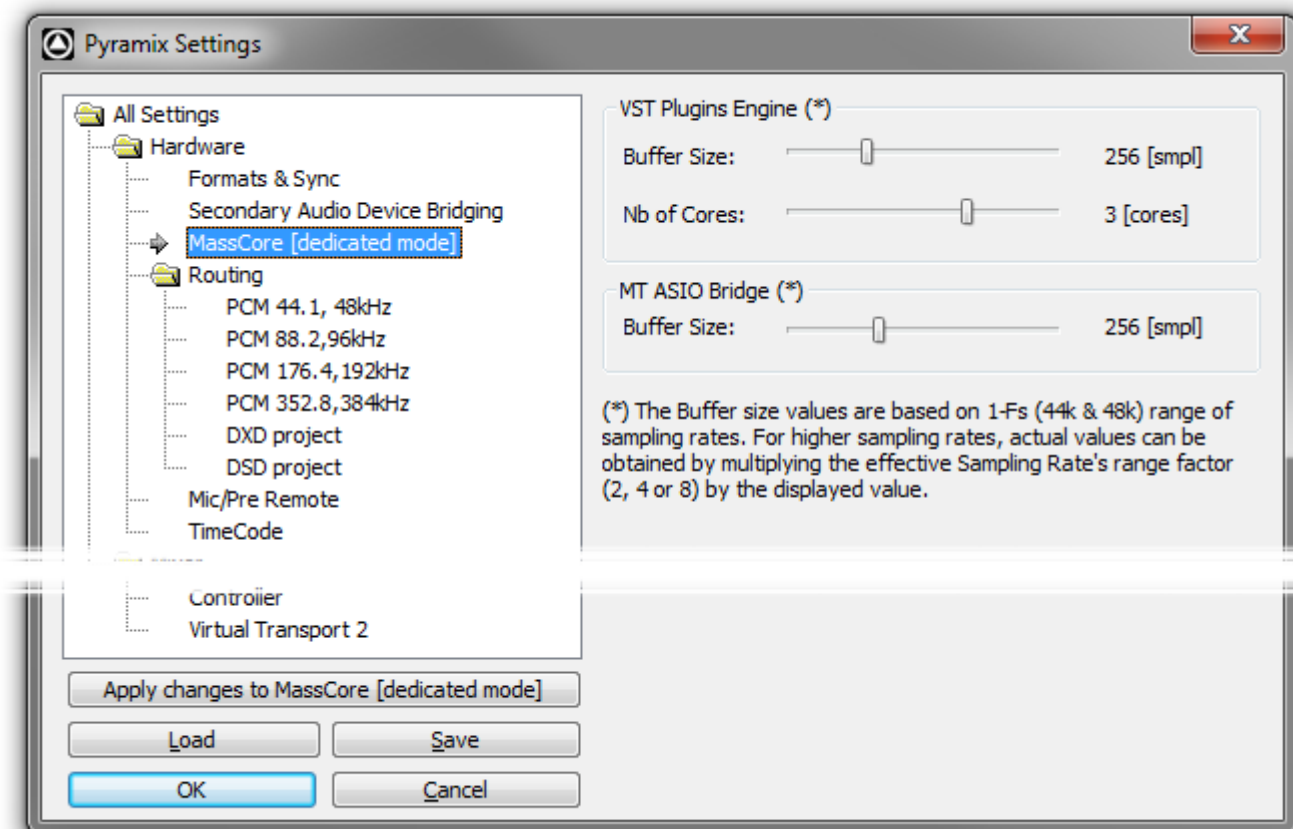 Pyramix Settings
All Settings
Hardware
Formats & Sync
Secondary Audio Device Bridging
MassCore [dedicated mode]
Routing
PCM 44.1, 48kHz
PCM 88.2,96kHz
PCM 176.4,192kHz
PCM 352.8,384kHz
DXD project
DSD project
Mic/Pre Remote
TimeCode
Controller
Virtual Transport 2
Apply changes to MassCore [dedicated mode]
Load Save
OK Cancel
VST Plugins Engine (*)
Buffer Size: 256 [smpl]
Nb of Cores: 3 [cores]
MT ASIO Bridge (*)
Buffer Size: 256 [smpl]
(*) The Buffer size values are based on 1-Fs (44k & 48k) range of
sampling rates. For higher sampling rates, actual values can be
obtained by multiplying the effective Sampling Rate's range factor
(2, 4 or 8) by the displayed value.